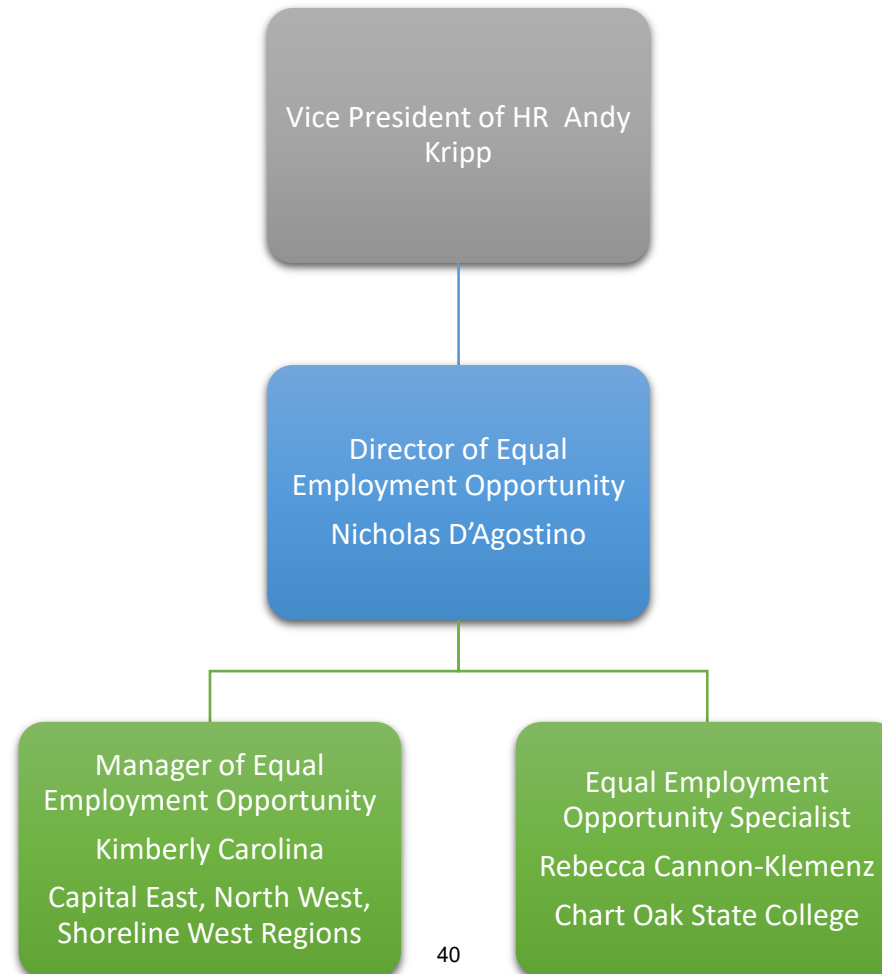 Vice President of HR  Andy
Kripp
Director of Equal
Employment Opportunity
Nicholas D’Agostino
Manager of Equal
Employment Opportunity
Kimberly Carolina
Capital East, North West,
Shoreline West Regions
Equal Employment
Opportunity Specialist
Rebecca Cannon-Klemenz
Chart Oak State College
40